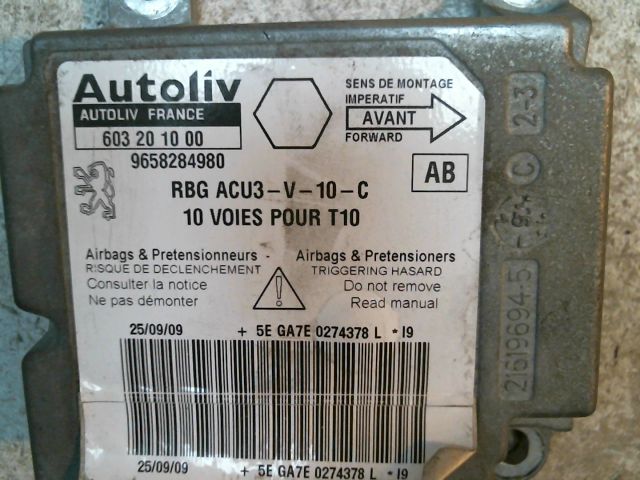 Autoliv
AUTOLIV FRANCE
603 20 10 00
9658284980
SENS DE MONTAGE
IMPERATIF
AVANT
FORWARD
AB
RBG ACU3-V-10-C
10 VOIES POUR T10
Airbags & Pretensionneurs -
RISQUE DE DECLENCHEMENT
Consulter la notice
Ne pas démonter
Airbags & Pretensioners
TRIGGERING HASARD
Do not remove
Read manual
25/09/09 + 5E GA7E 0274378 L * I9
25/09/09 + 5E GA7E 0274378 L * I9
C 2-3
21619694-5